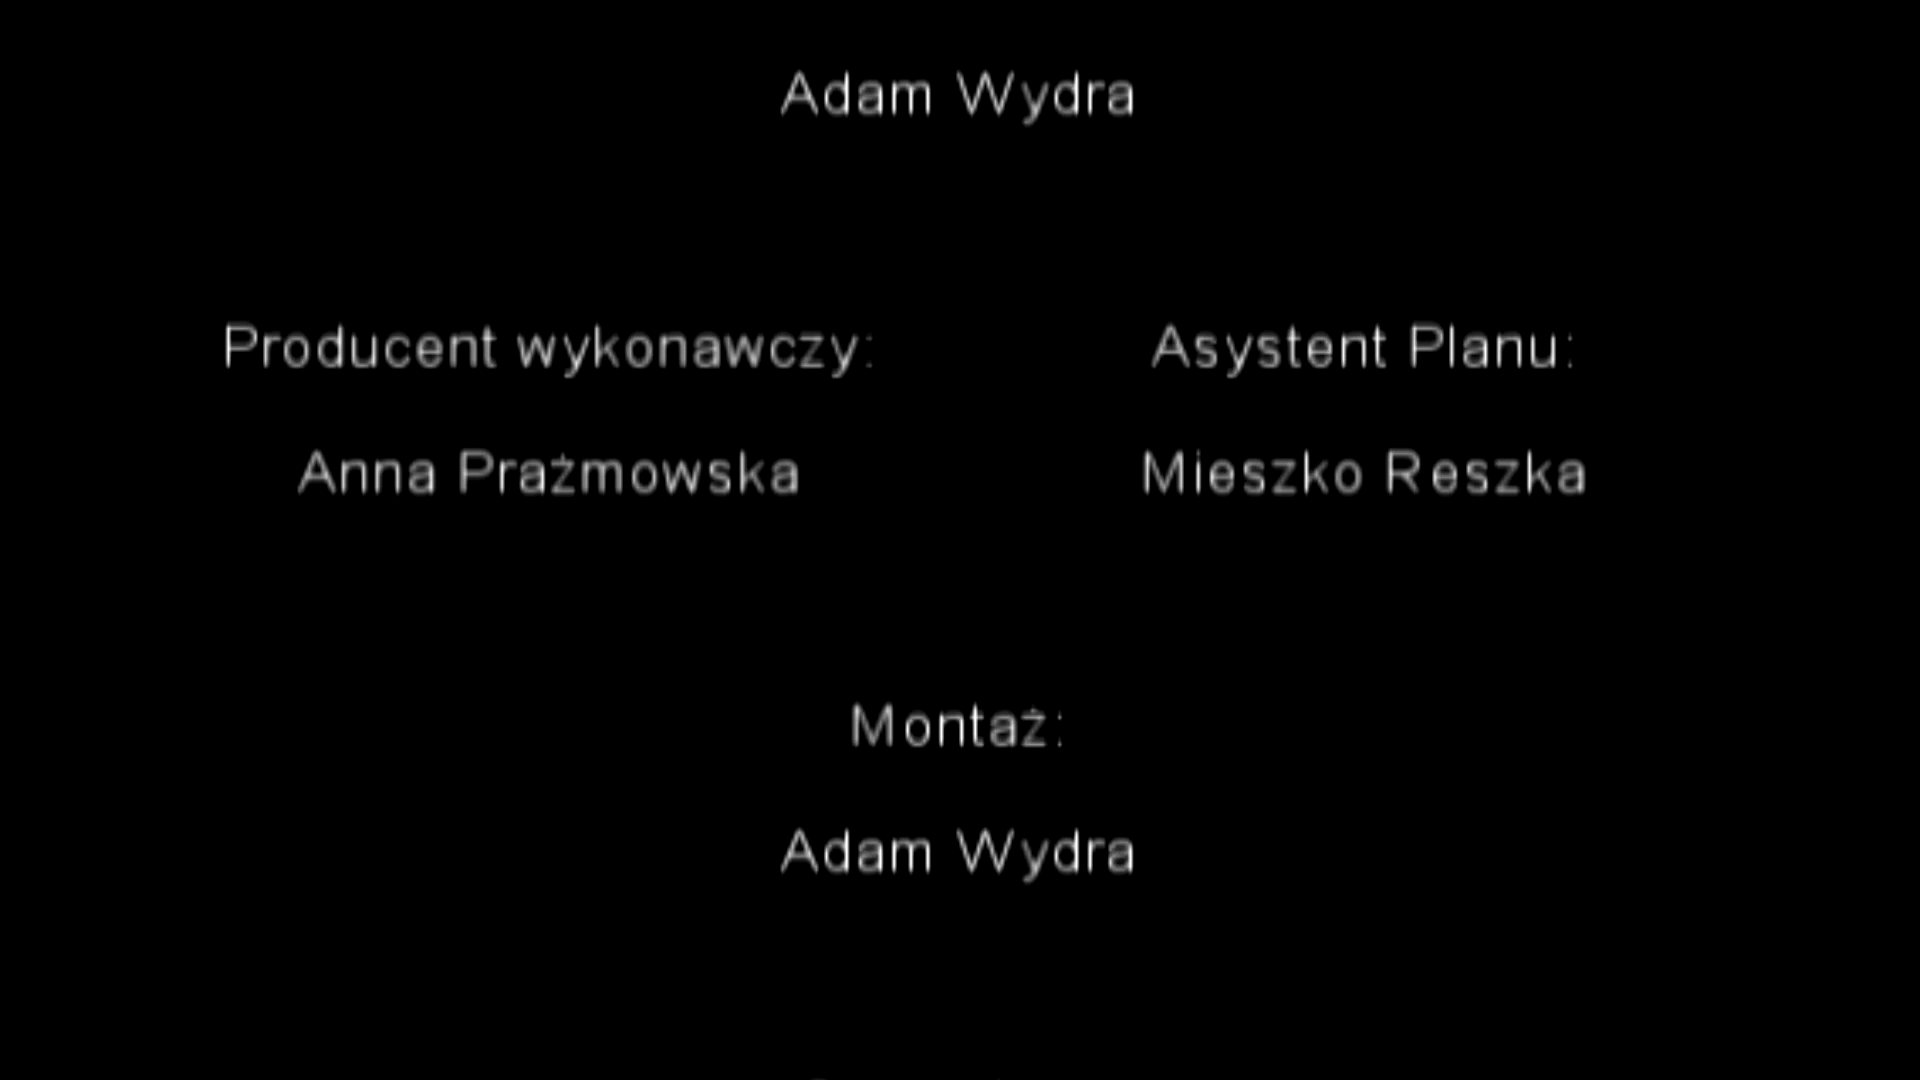 Adam Wydra
Producent wykonawczy:
Asystent Planu:
Anna Prażmowska
Mieszko Reszka
Montaż:
Adam Wydra